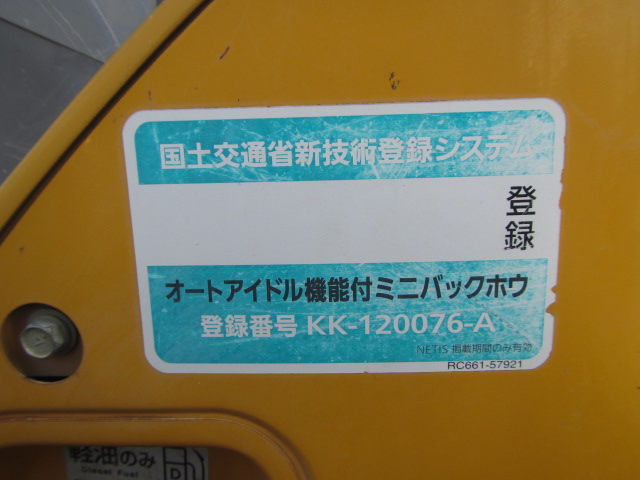 国土交通省新技術登録システム
登録
オートアイドル機能付ミニバックホウ
登録番号 KK-120076-A
NETIS 掲載期間のみ有効
RC661-57921
軽油のみ
Diesel Fuel
D